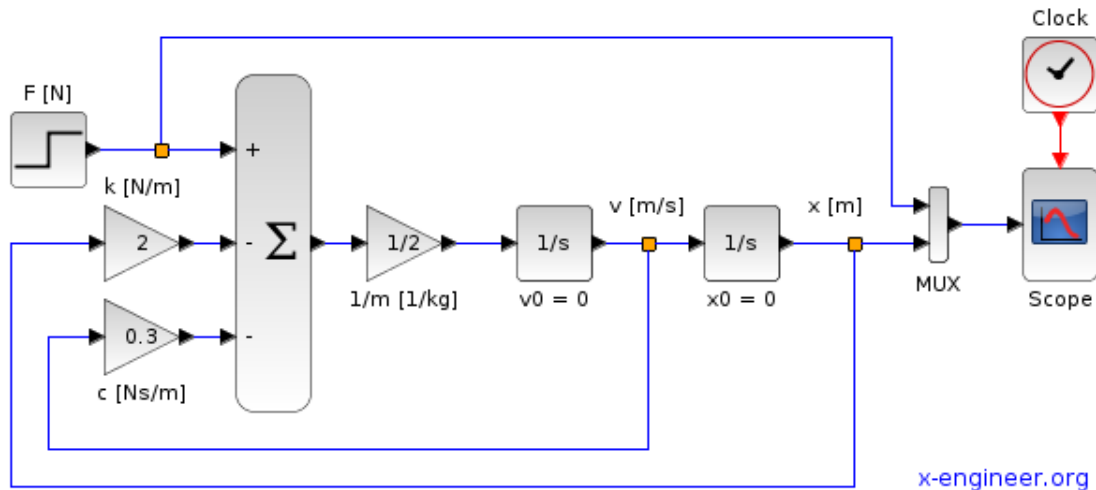 Clock
F [N]
+
k [N/m]
2
-
Σ
1/2
1/m [1/kg]
1/s
v0 = 0
v [m/s]
1/s
x0 = 0
x [m]
MUX
Scope
0.3
-
c [Ns/m]
x-engineer.org